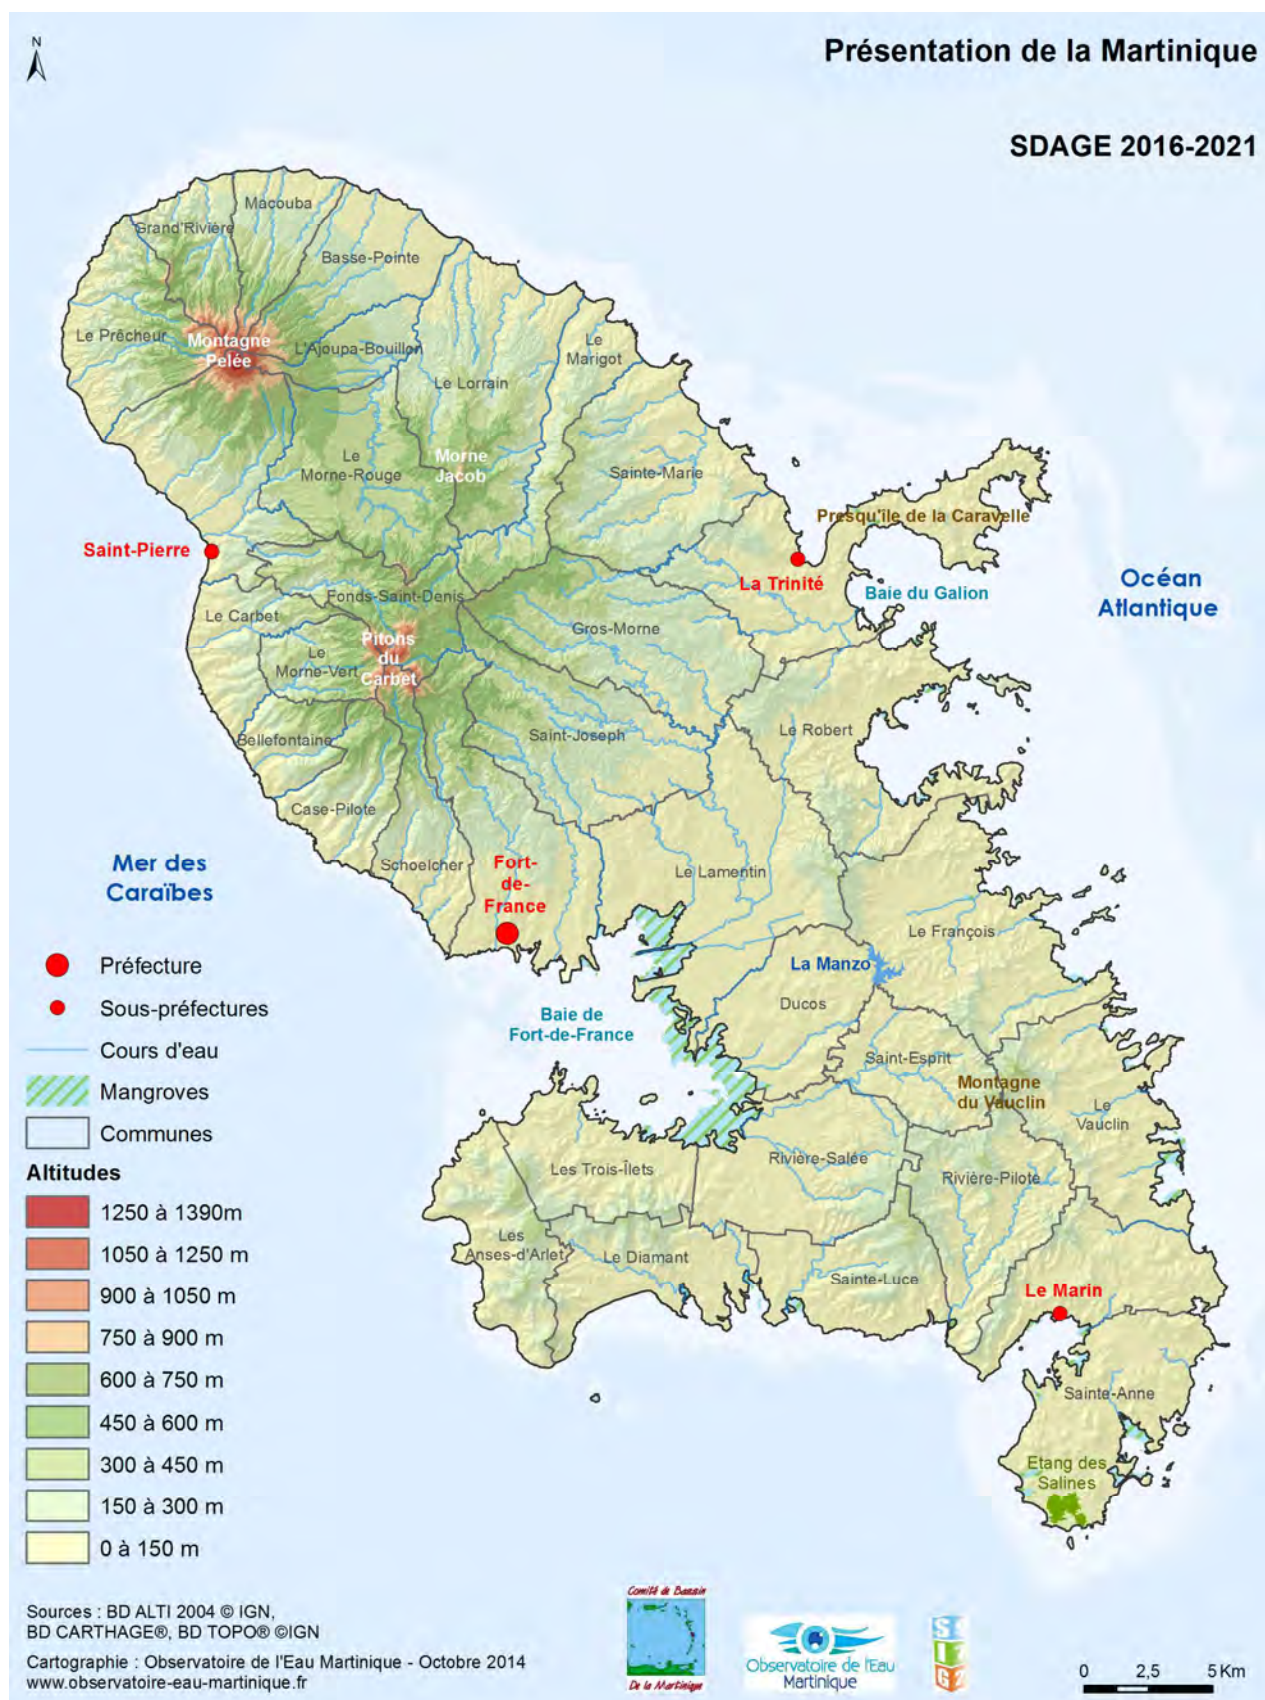 N
Présentation de la Martinique
SDAGE 2016-2021
Macouba
Grand'Rivière
Basse-Pointe
Le Prêcheur
Montagne
Pelée
L'Ajoupa-Bouillon
Le
Marigot
Le Lorrain
Le
Morne-Rouge
Morne
Jacob
Sainte-Marie
Presqu'île de la Caravelle
Saint-Pierre
La Trinité
Baie du Galion
Océan
Atlantique
Fonds-Saint-Denis
Le Carbet
Gros-Morne
Pitons
du
Carbet
Le
Morne-Vert
Bellefontaine
Saint-Joseph
Le Robert
Case-Pilote
Schoelcher
Fort-
de-
France
Le Lamentin
Mer des
Caraïbes
Le François
La Manzo
Ducos
Baie de
Fort-de-France
Saint-Esprit
Montagne
du Vauclin
Le
Vauclin
Les Trois-Îlets
Rivière-Salée
Rivière-Pilote
Les
Anses-d'Arlet
Le Diamant
Sainte-Luce
Le Marin
Sainte-Anne
Etang des
Salines
Préfecture
Sous-préfectures
Cours d'eau
Mangroves
Communes
Altitudes
1250 à 1390m
1050 à 1250 m
900 à 1050 m
750 à 900 m
600 à 750 m
450 à 600 m
300 à 450 m
150 à 300 m
0 à 150 m
Sources : BD ALTI 2004 © IGN,
BD CARTHAGE®, BD TOPO® ©IGN
Cartographie : Observatoire de l'Eau Martinique - Octobre 2014
www.observatoire-eau-martinique.fr
Comité de Bassin
De la Martinique
Observatoire de l'Eau
Martinique
0 2,5 5 Km